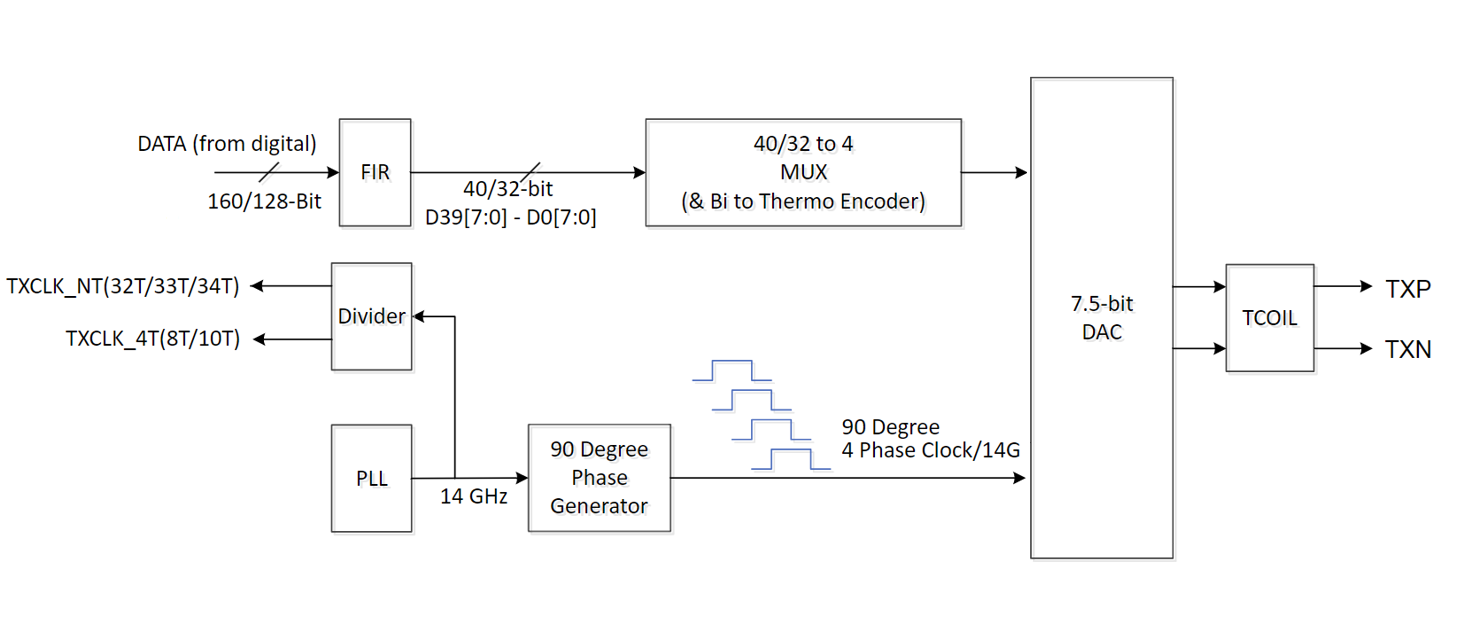 DATA (from digital)
160/128-Bit
FIR
40/32-bit
D39[7:0] - D0[7:0]
40/32 to 4
MUX
(& Bi to Thermo Encoder)
TXCLK_NT(32T/33T/34T)
TXCLK_4T(8T/10T)
Divider
7.5-bit
DAC
TCOIL
TXP
TXN
PLL
14 GHz
90 Degree
Phase
Generator
90 Degree
4 Phase Clock/14G